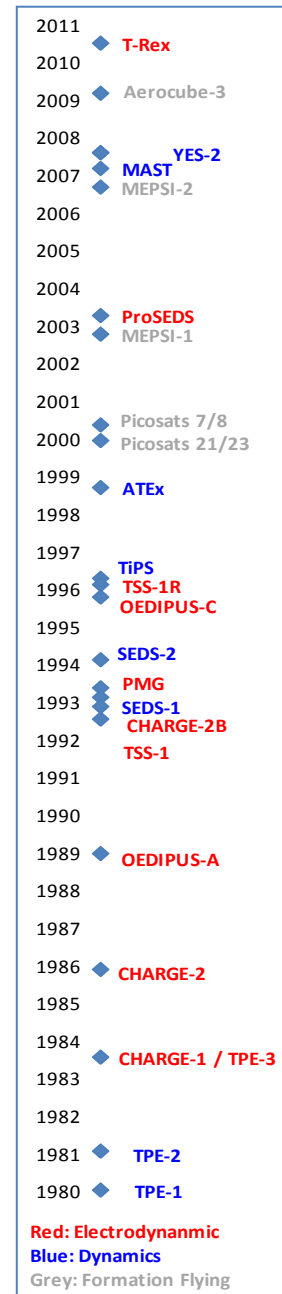 2011
T-Rex
2010
Aerocube-3
2009
2008
YES-2
MAST
2007
MEPSI-2
2006
2005
2004
ProSEDS
2003
MEPSI-1
2002
2001
Picosats 7/8
2000
Picosats 21/23
1999
ATEx
1998
1997
TiPS
1996
TSS-1R
OEDIPUS-C
1995
SEDS-2
1994
PMG
1993
SEDS-1
CHARGE-2B
1992
TSS-1
1991
1990
1989
OEDIPUS-A
1988
1987
1986
CHARGE-2
1985
1984
CHARGE-1 / TPE-3
1983
1982
1981
TPE-2
1980
TPE-1
Red: Electrodynanmic
Blue: Dynamics
Grey: Formation Flying